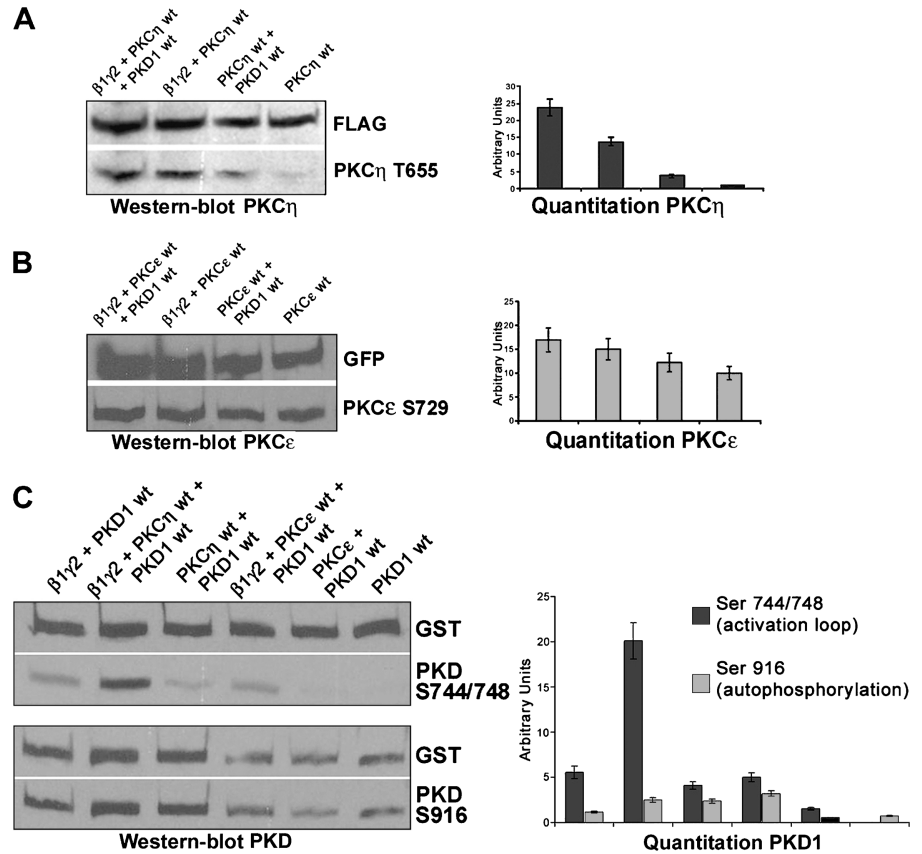 A
β1γ2 + PKCη wt
+ PKD1 wt
β1γ2 + PKCη wt
PKCη wt +
PKD1 wt
PKCη wt
FLAG
PKCη T655
Western-blot PKCη
Arbitrary Units
30
25
20
15
10
5
0
Quantitation PKCη
B
β1γ2 + PKCε wt
+ PKD1 wt
β1γ2 + PKCε wt
PKCε wt +
PKD1 wt
PKCε wt
GFP
PKCε S729
Western-blot PKCε
Arbitrary Units
25
20
15
10
5
0
Quantitation PKCε
C
β1γ2 + PKD1 wt
β1γ2 + PKCη wt +
PKD1 wt
PKCη wt +
PKD1 wt
β1γ2 + PKCε wt +
PKD1 wt
PKCε +
PKD1 wt
PKD1 wt
GST
PKD
S744/748
GST
PKD
S916
Western-blot PKD
Arbitrary Units
25
20
15
10
5
0
Ser 744/748
(activation loop)
Ser 916
(autophosphorylation)
Quantitation PKD1